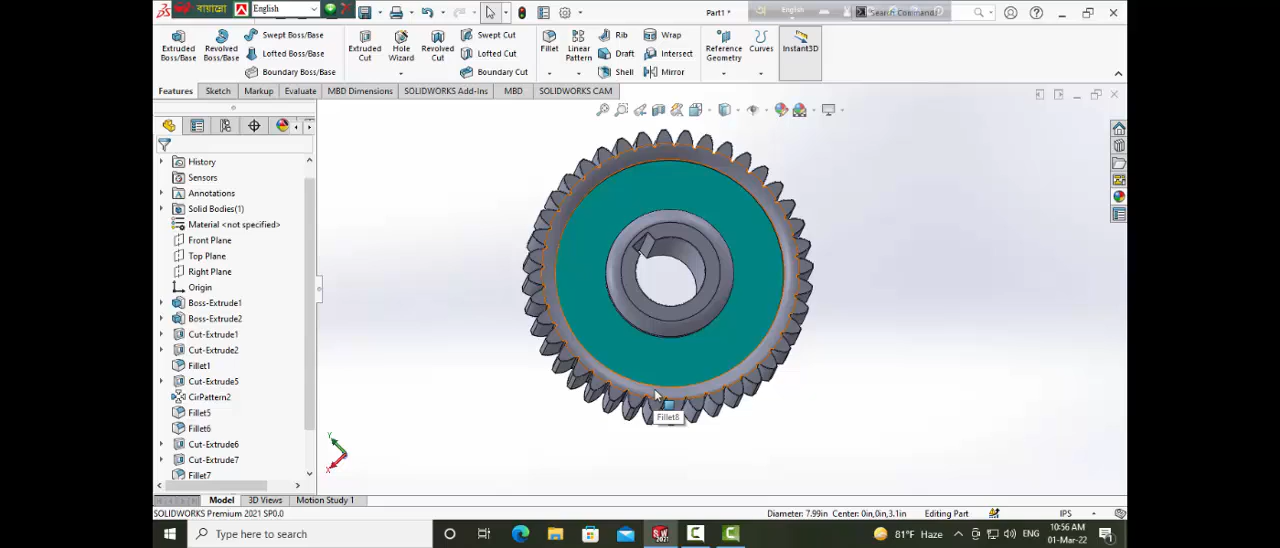 বাংলা English
Part1 *
English
Search Commands
Extruded Boss/Base
Revolved Boss/Base
Swept Boss/Base
Lofted Boss/Base
Boundary Boss/Base
Extruded Cut
Hole Wizard
Revolved Cut
Swept Cut
Lofted Cut
Boundary Cut
Fillet
Linear Pattern
Rib
Draft
Shell
Wrap
Intersect
Mirror
Reference Geometry
Curves
Instant3D
Features Sketch Markup Evaluate MBD Dimensions SOLIDWORKS Add-Ins MBD SOLIDWORKS CAM
History
Sensors
Annotations
Solid Bodies(1)
Material <not specified>
Front Plane
Top Plane
Right Plane
Origin
Boss-Extrude1
Boss-Extrude2
Cut-Extrude1
Cut-Extrude2
Fillet1
Cut-Extrude5
CirPattern2
Fillet5
Fillet6
Cut-Extrude6
Cut-Extrude7
Fillet7
Fillet8
Y
X
Model 3D Views Motion Study 1
SOLIDWORKS Premium 2021 SP0.0 Diameter: 7.99in Center: 0in,0in,3.1in Editing Part IPS
Type here to search
SW
2021
81°F Haze
ENG
10:56 AM
01-Mar-22
1